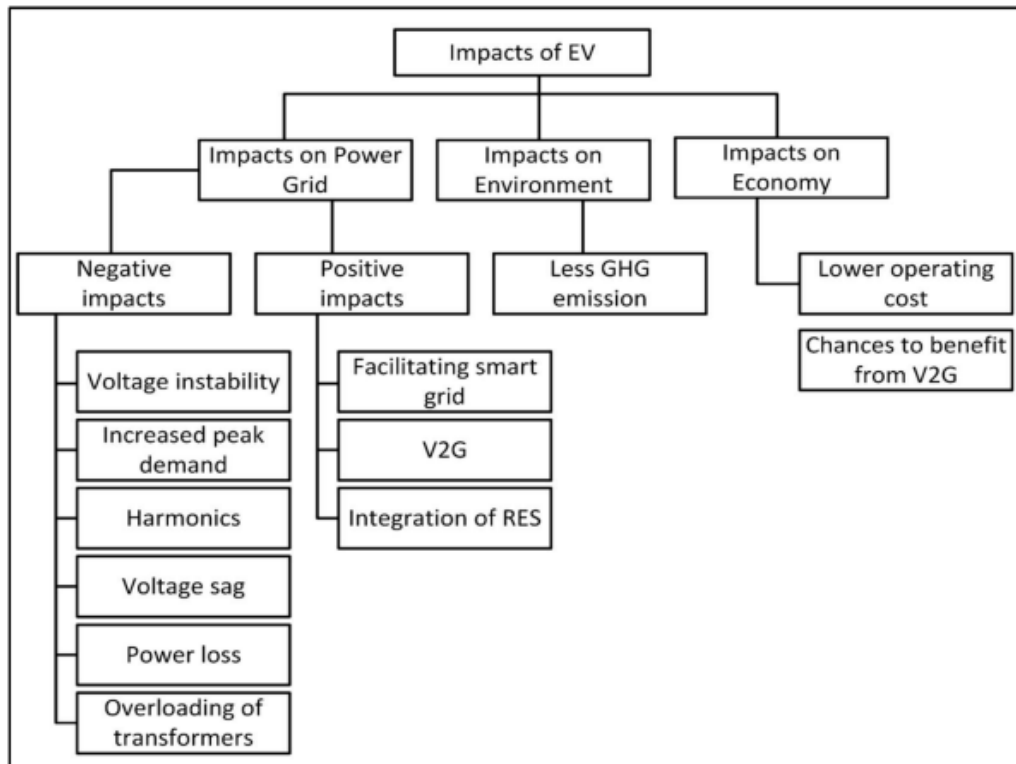 Impacts of EV
Impacts on Power
Grid
Impacts on
Environment
Impacts on
Economy
Negative
impacts
Positive
impacts
Less GHG
emission
Lower operating
cost
Chances to benefit
from V2G
Voltage instability
Increased peak
demand
Harmonics
Voltage sag
Power loss
Overloading of
transformers
Facilitating smart
grid
V2G
Integration of RES